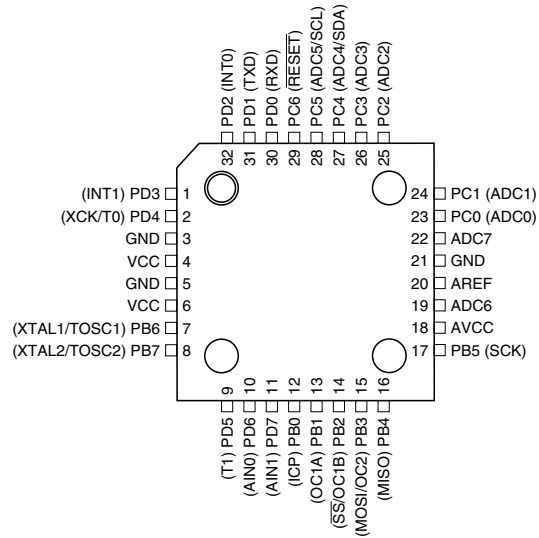 32 PD2 (INT0)
31 PD1 (TXD)
30 PD0 (RXD)
29 PC6 (RESET)
28 PC5 (ADC5/SCL)
27 PC4 (ADC4/SDA)
26 PC3 (ADC3)
25 PC2 (ADC2)
(INT1) PD3 1
(XCK/T0) PD4 2
GND 3
VCC 4
GND 5
VCC 6
(XTAL1/TOSC1) PB6 7
(XTAL2/TOSC2) PB7 8
24 PC1 (ADC1)
23 PC0 (ADC0)
22 ADC7
21 GND
20 AREF
19 ADC6
18 AVCC
17 PB5 (SCK)
(T1) PD5 9
(AIN0) PD6 10
(AIN1) PD7 11
(ICP) PB0 12
(OC1A) PB1 13
(SS/OC1B) PB2 14
(MOSI/OC2) PB3 15
(MISO) PB4 16